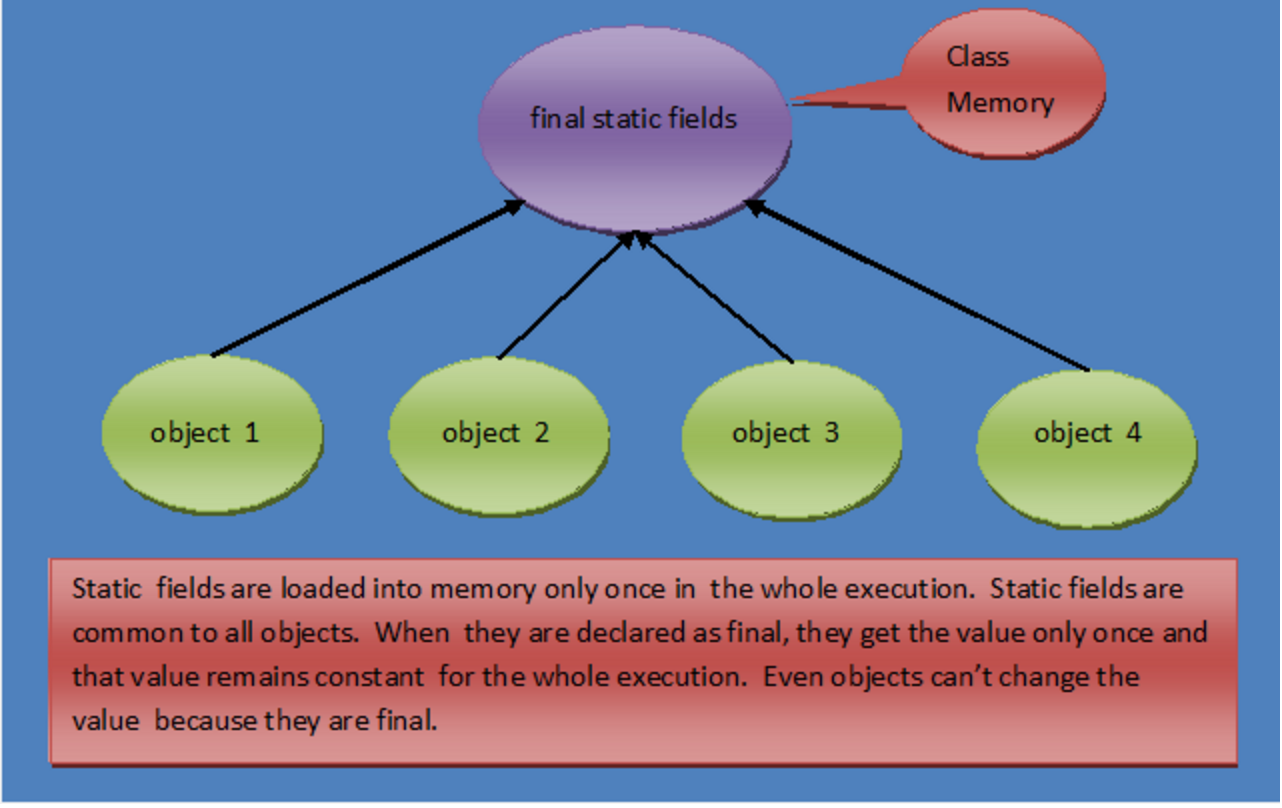 Class
Memory
final static fields
object 1
object 2
object 3
object 4
Static fields are loaded into memory only once in the whole execution. Static fields are
common to all objects. When they are declared as final, they get the value only once and
that value remains constant for the whole execution. Even objects can't change the
value because they are final.